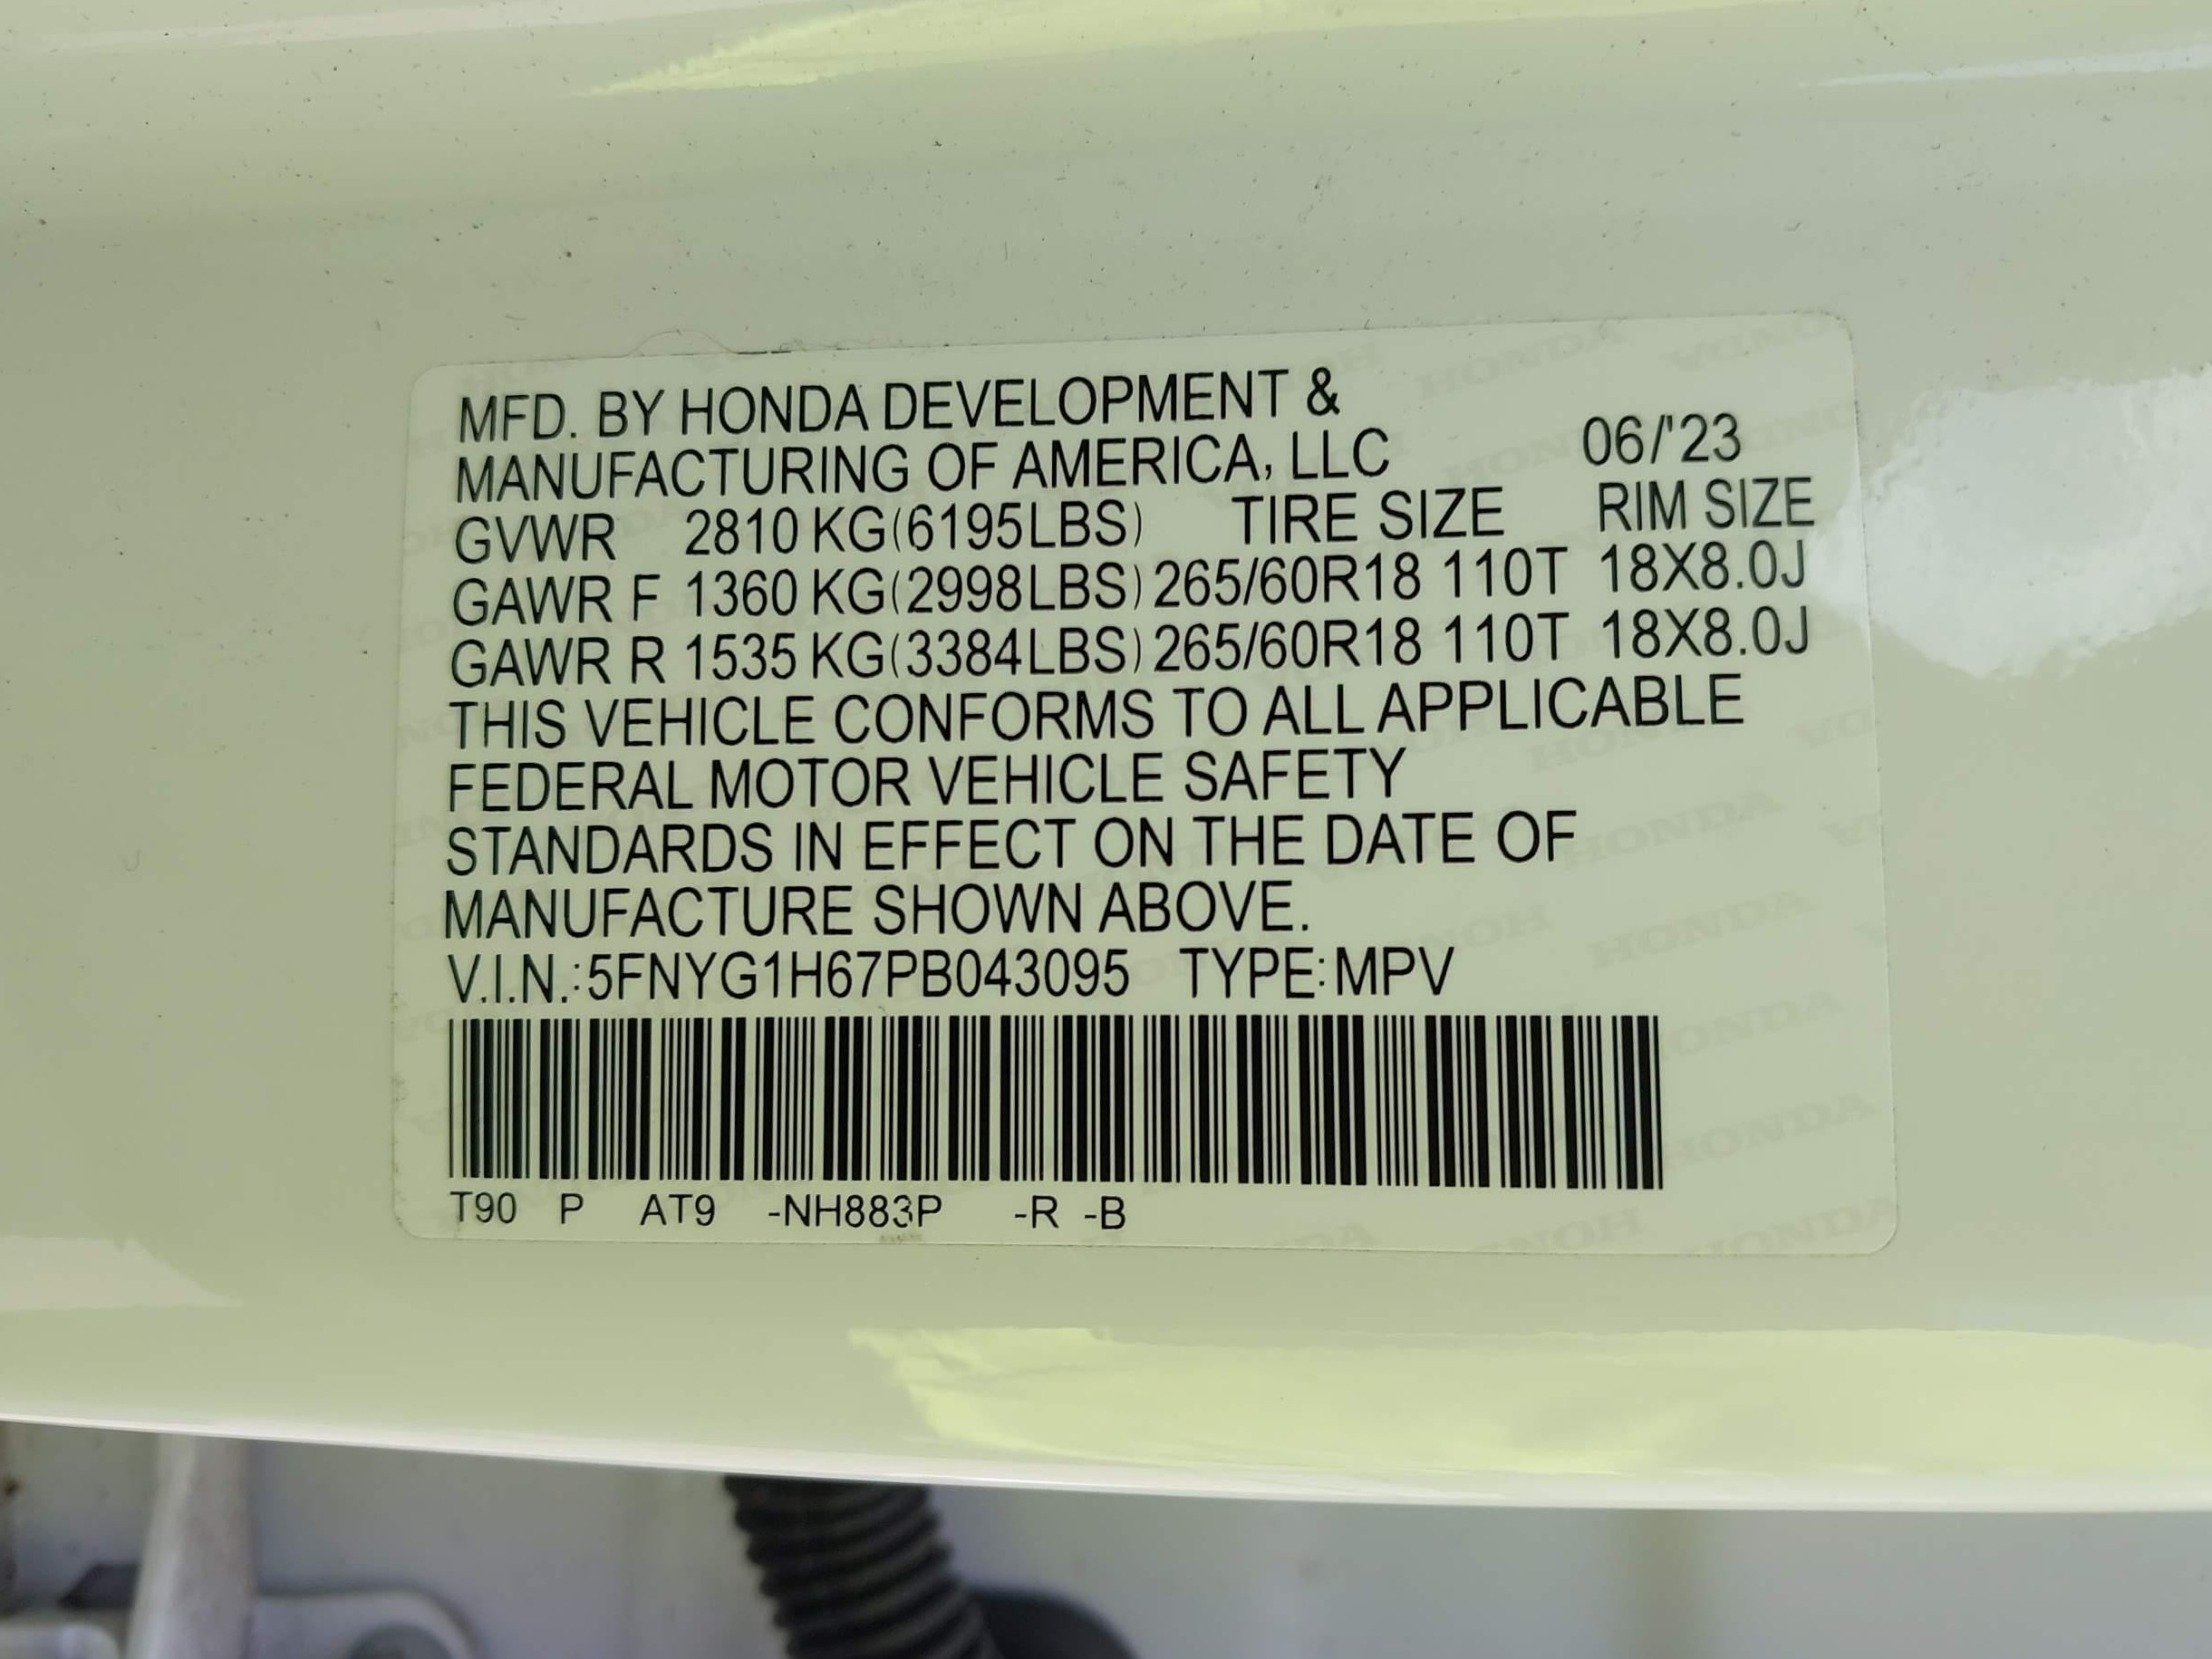 MFD. BY HONDA DEVELOPMENT &
MANUFACTURING OF AMERICA, LLC 06/'23
GVWR 2810 KG(6195LBS) TIRE SIZE RIM SIZE
GAWR F 1360 KG(2998LBS) 265/60R18 110T 18X8.0J
GAWR R 1535 KG(3384LBS) 265/60R18 110T 18X8.0J
THIS VEHICLE CONFORMS TO ALL APPLICABLE
FEDERAL MOTOR VEHICLE SAFETY
STANDARDS IN EFFECT ON THE DATE OF
MANUFACTURE SHOWN ABOVE.
V.I.N.:5FNYG1H67PB043095 TYPE:MPV
T90 P AT9 -NH883P -R -B